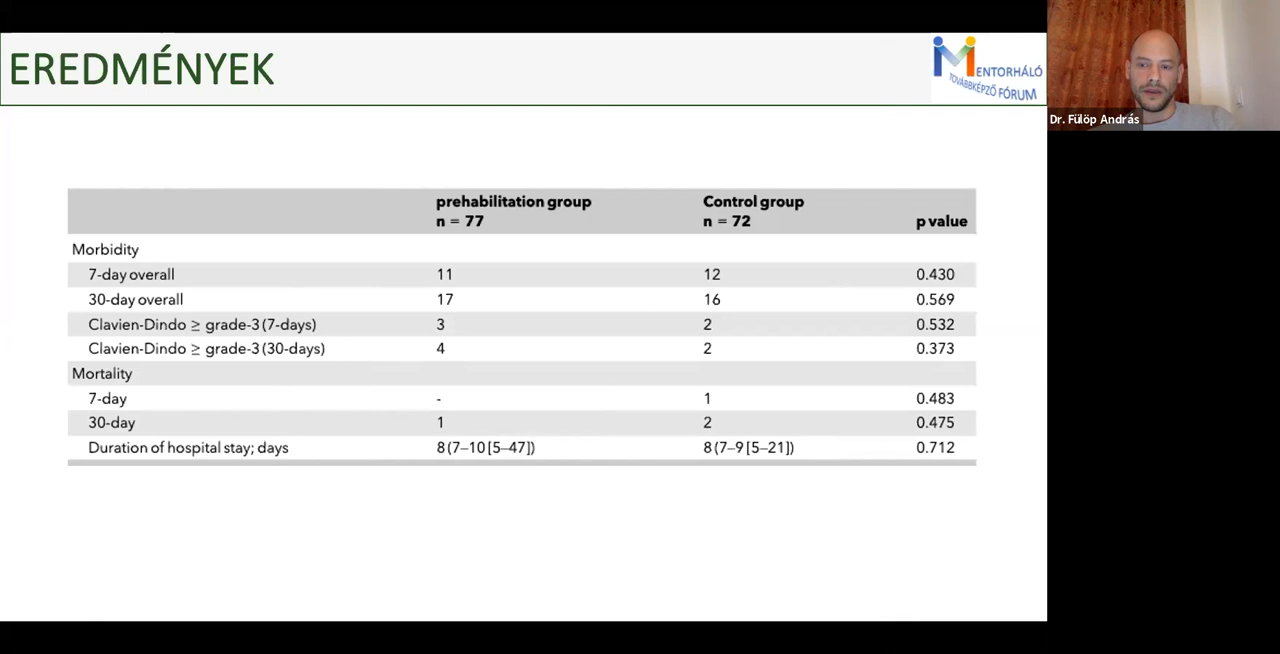 EREDMÉNYEK
MENTORHÁLÓ
TOVÁBBKÉPZŐ FÓRUM
Dr. Fülöp András
prehabilitation group Control group
n = 77 n = 72 p value
Morbidity
7-day overall 11 12 0.430
30-day overall 17 16 0.569
Clavien-Dindo ≥ grade-3 (7-days) 3 2 0.532
Clavien-Dindo ≥ grade-3 (30-days) 4 2 0.373
Mortality
7-day - 1 0.483
30-day 1 2 0.475
Duration of hospital stay; days 8 (7–10 [5–47]) 8 (7–9 [5–21]) 0.712